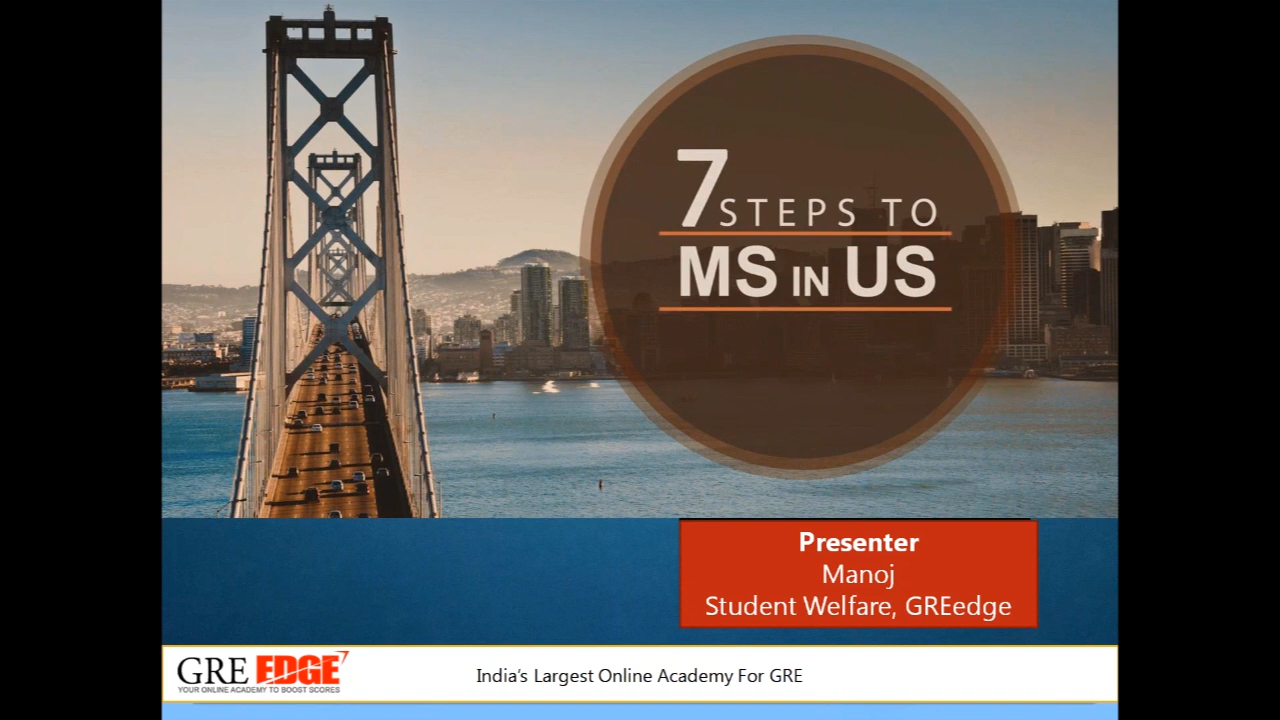 7 STEPS TO
MS IN US
Presenter
Manoj
Student Welfare, GREedge
GRE EDGE
YOUR ONLINE ACADEMY TO BOOST SCORES
India's Largest Online Academy For GRE